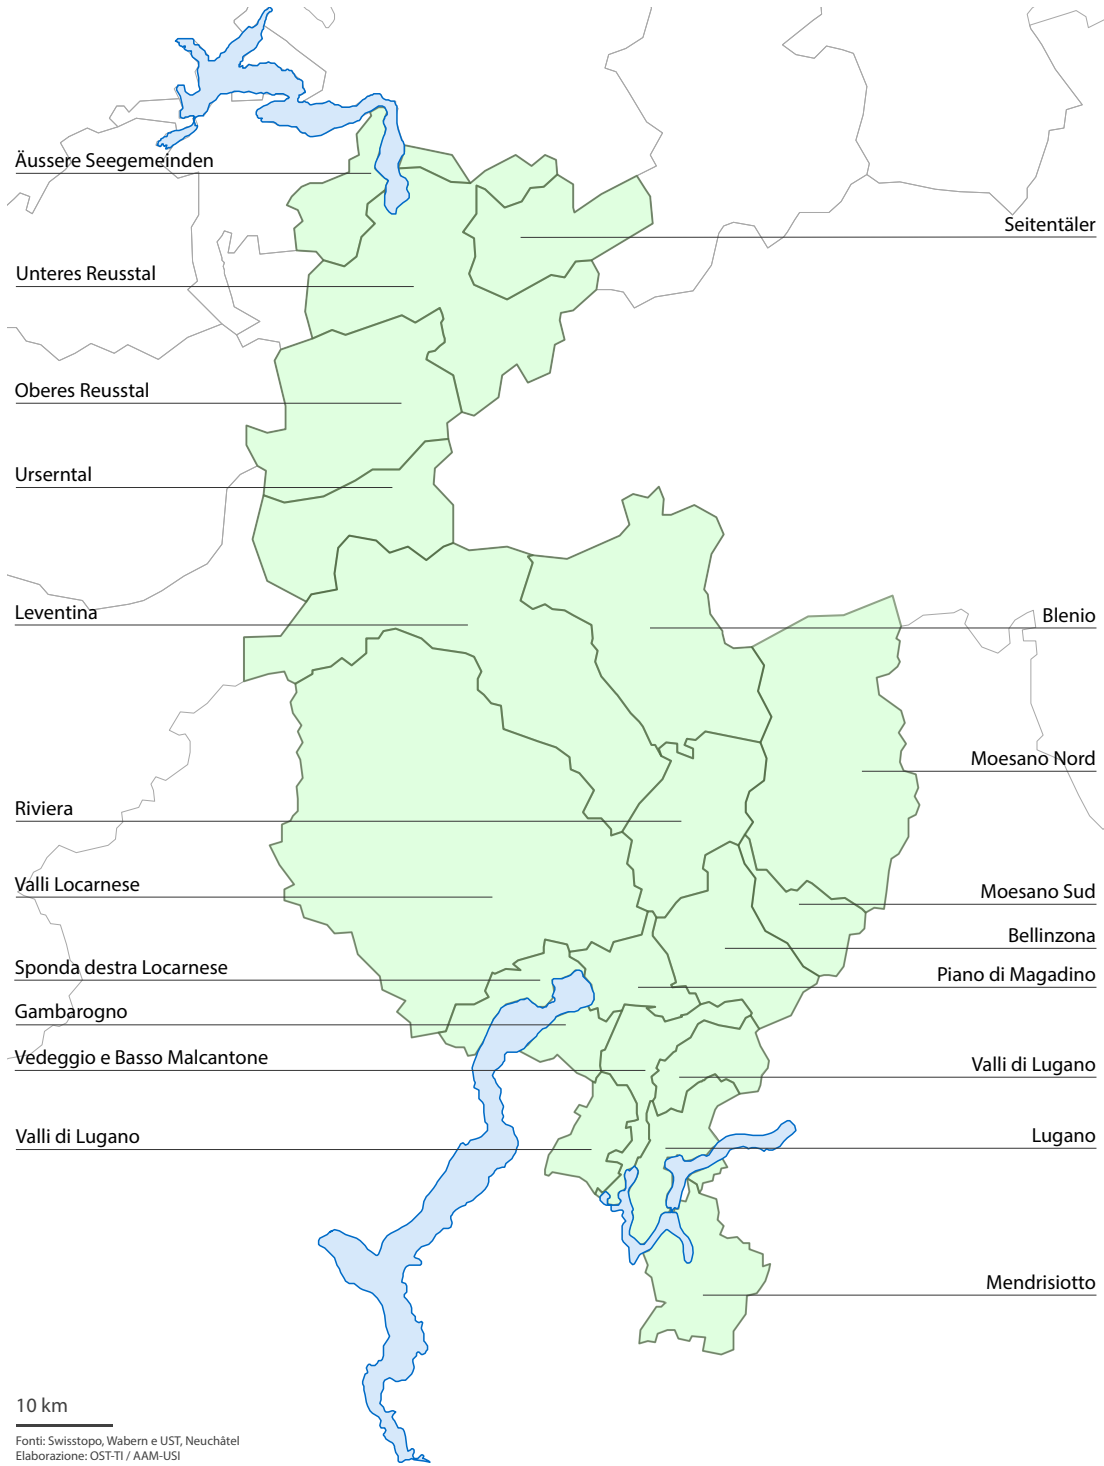 Äussere Seegemeinden
Seitentäler
Unteres Reusstal
Oberes Reusstal
Urserntal
Leventina
Blenio
Moesano Nord
Riviera
Valli Locarnese
Moesano Sud
Bellinzona
Sponda destra Locarnese
Piano di Magadino
Gambarogno
Vedeggio e Basso Malcantone
Valli di Lugano
Valli di Lugano
Lugano
Mendrisiotto
10 km
Fonti: Swisstopo, Wabern e UST, Neuchâtel
Elaborazione: OST-TI / AAM-USI